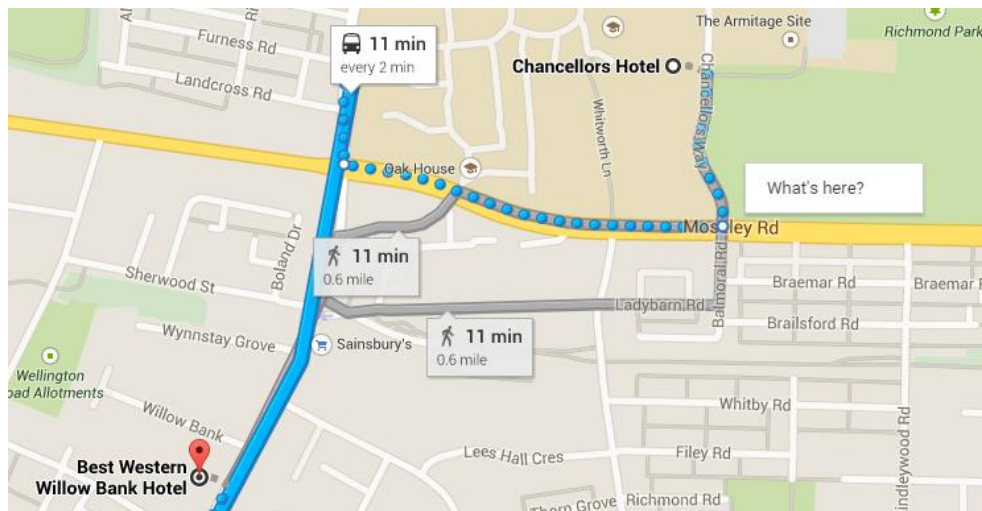 The Armitage Site
Richmond Park
Furness Rd
11 min
every 2 min
Landcross Rd
Chancellors Hotel
Chancellors Way
Whitworth Ln
Oak House
What's here?
Moseley Rd
Boland Dr
11 min
0.6 mile
Sherwood St
Balmoral Rd
Braemar Rd
Braemar
Ladybarn Rd
Brailsford Rd
Wynnstay Grove
Sainsbury's
11 min
0.6 mile
Wellington
oad Allotments
Willow Bank
Whitby Rd
indleywood Rd
Lees Hall Cres
Filey Rd
Best Western
Willow Bank Hotel
Thorn Grove
Richmond Rd